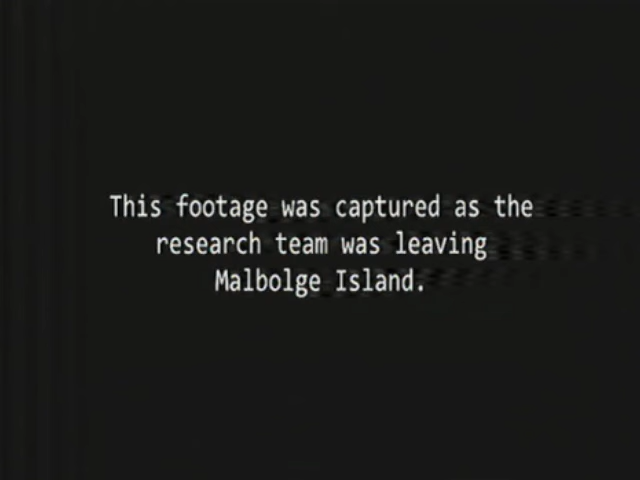 This footage was captured as the
research team was leaving
Malbolge Island.